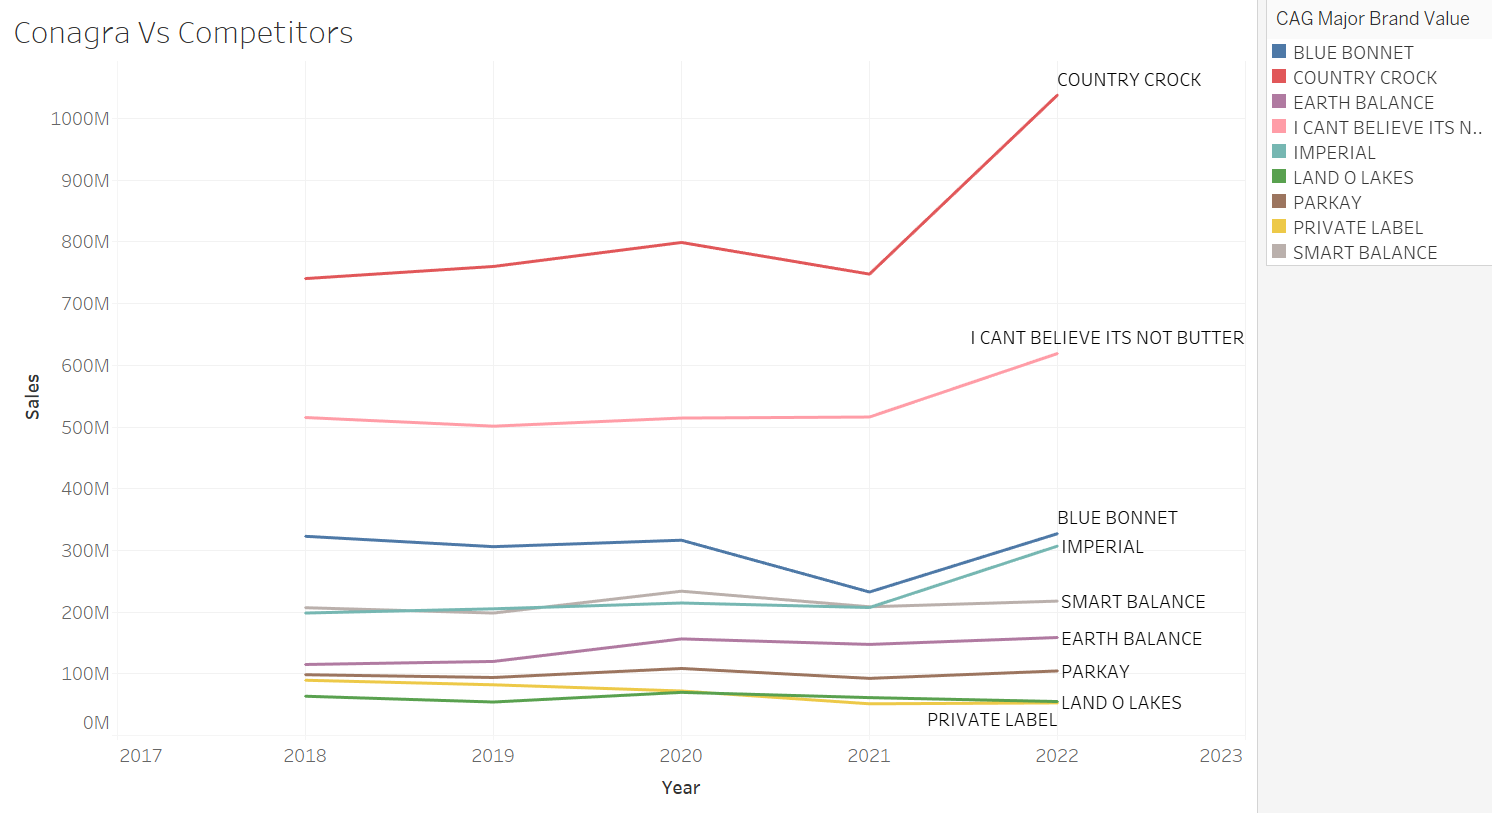 Conagra Vs Competitors
CAG Major Brand Value
BLUE BONNET
COUNTRY CROCK
EARTH BALANCE
I CANT BELIEVE ITS N..
IMPERIAL
LAND O LAKES
PARKAY
PRIVATE LABEL
SMART BALANCE
COUNTRY CROCK
1000M
900M
800M
700M
I CANT BELIEVE ITS NOT BUTTER
600M
Sales
500M
400M
BLUE BONNET
300M
IMPERIAL
SMART BALANCE
200M
EARTH BALANCE
100M
PARKAY
LAND O LAKES
PRIVATE LABEL
0M
2017 2018 2019 2020 2021 2022 2023
Year